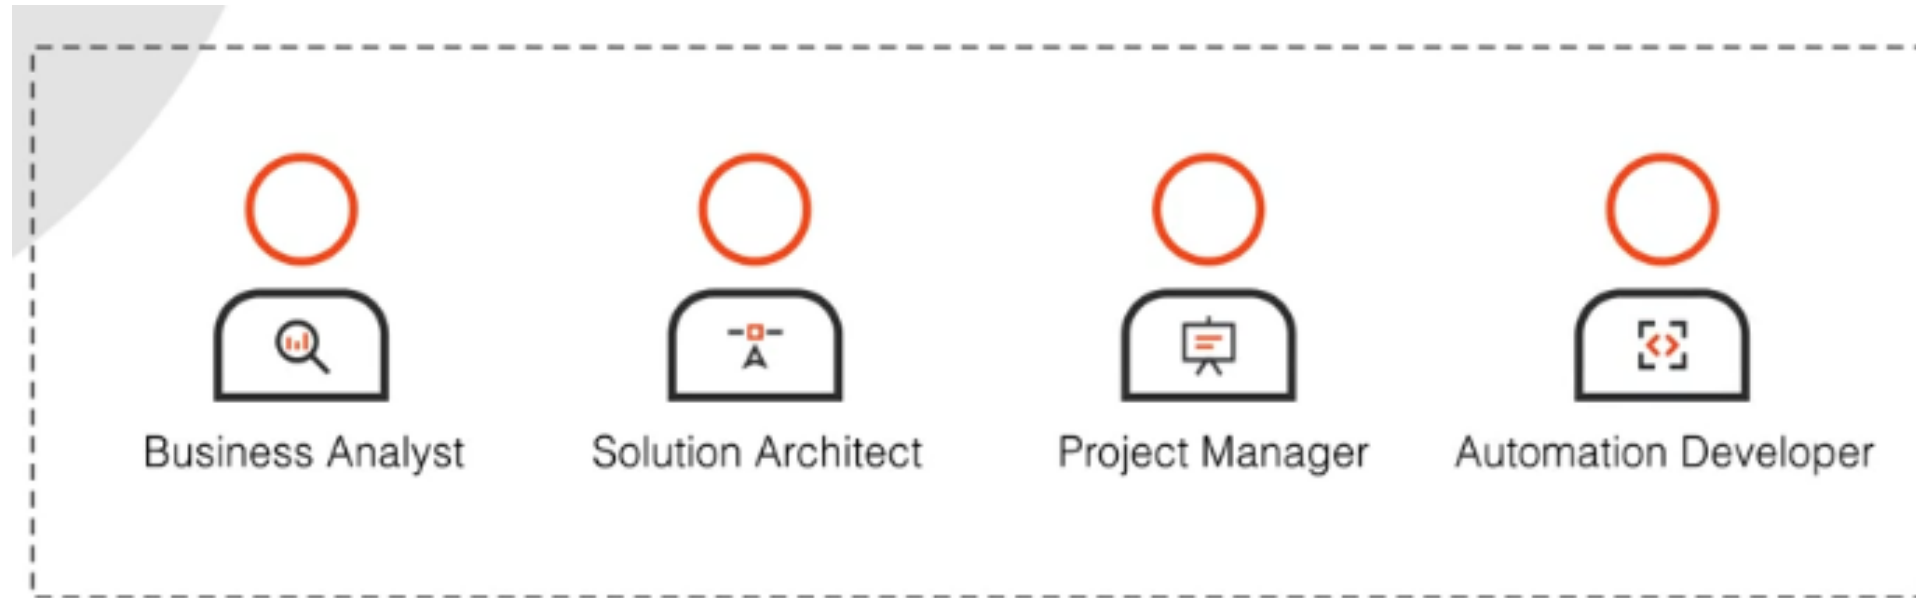 Business Analyst
Solution Architect
Project Manager
Automation Developer